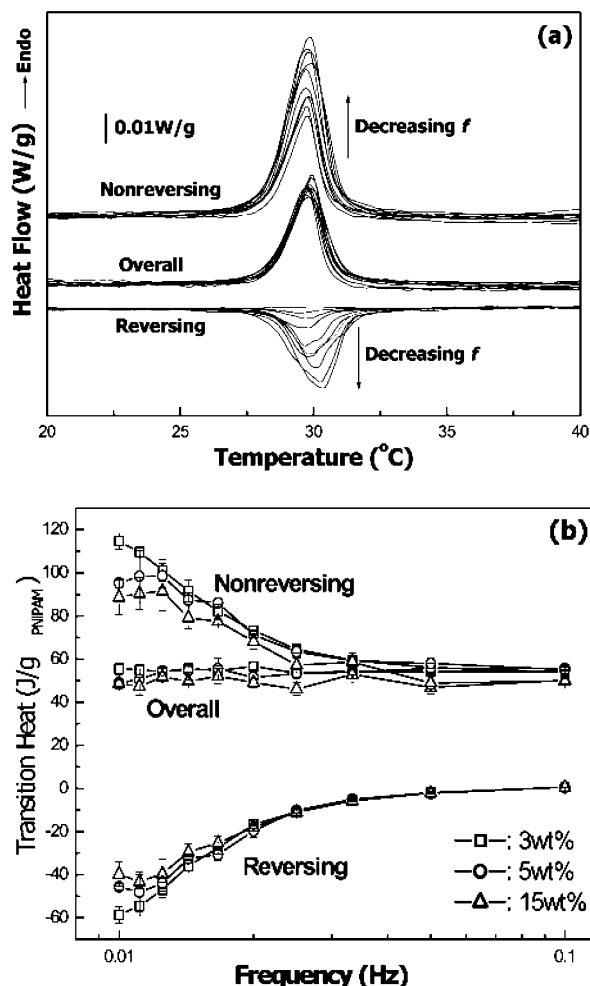 (a)
Heat Flow (W/g) → Endo
0.01W/g
Decreasing f
Nonreversing
Overall
Reversing
Decreasing f
20 25 30 35 40
Temperature (°C)
(b)
Transition Heat (J/g PNIPAM)
120
100
80
60
40
20
0
-20
-40
-60
Nonreversing
Overall
Reversing
: 3wt%
: 5wt%
: 15wt%
0.01 0.1
Frequency (Hz)